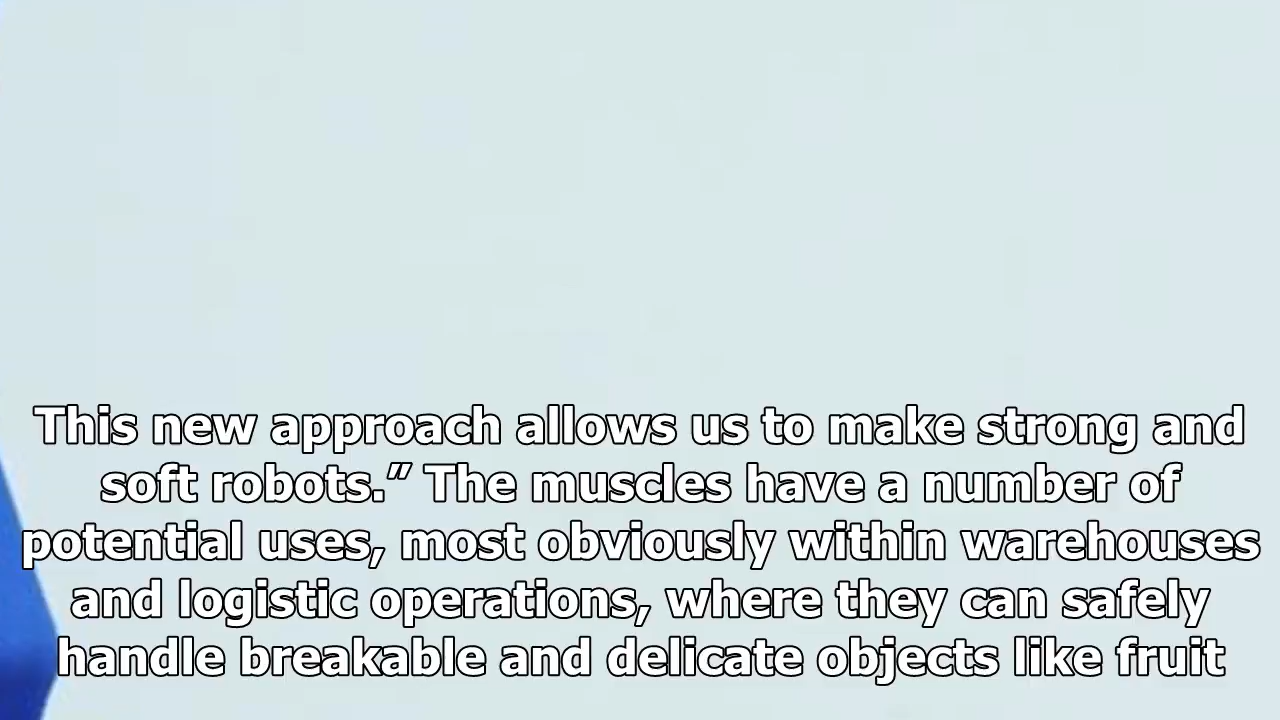 This new approach allows us to make strong and
soft robots.” The muscles have a number of
potential uses, most obviously within warehouses
and logistic operations, where they can safely
handle breakable and delicate objects like fruit